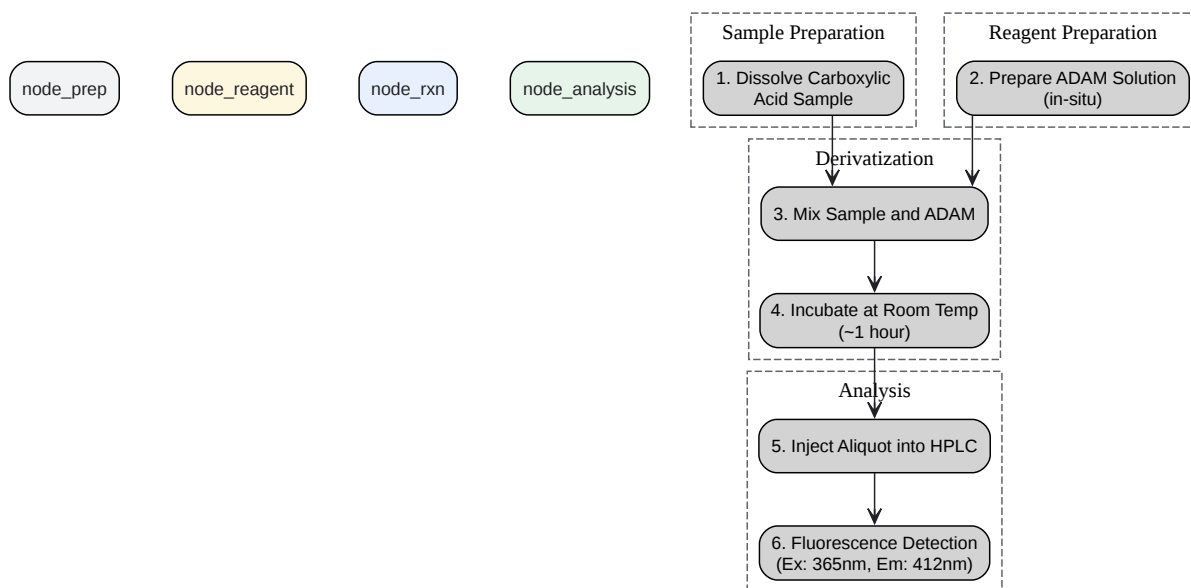 node_prep
node_reagent
node_rxn
node_analysis
Sample Preparation
1. Dissolve Carboxylic
Acid Sample
Reagent Preparation
2. Prepare ADAM Solution
(in-situ)
Derivatization
3. Mix Sample and ADAM
4. Incubate at Room Temp
(~1 hour)
Analysis
5. Inject Aliquot into HPLC
6. Fluorescence Detection
(Ex: 365nm, Em: 412nm)